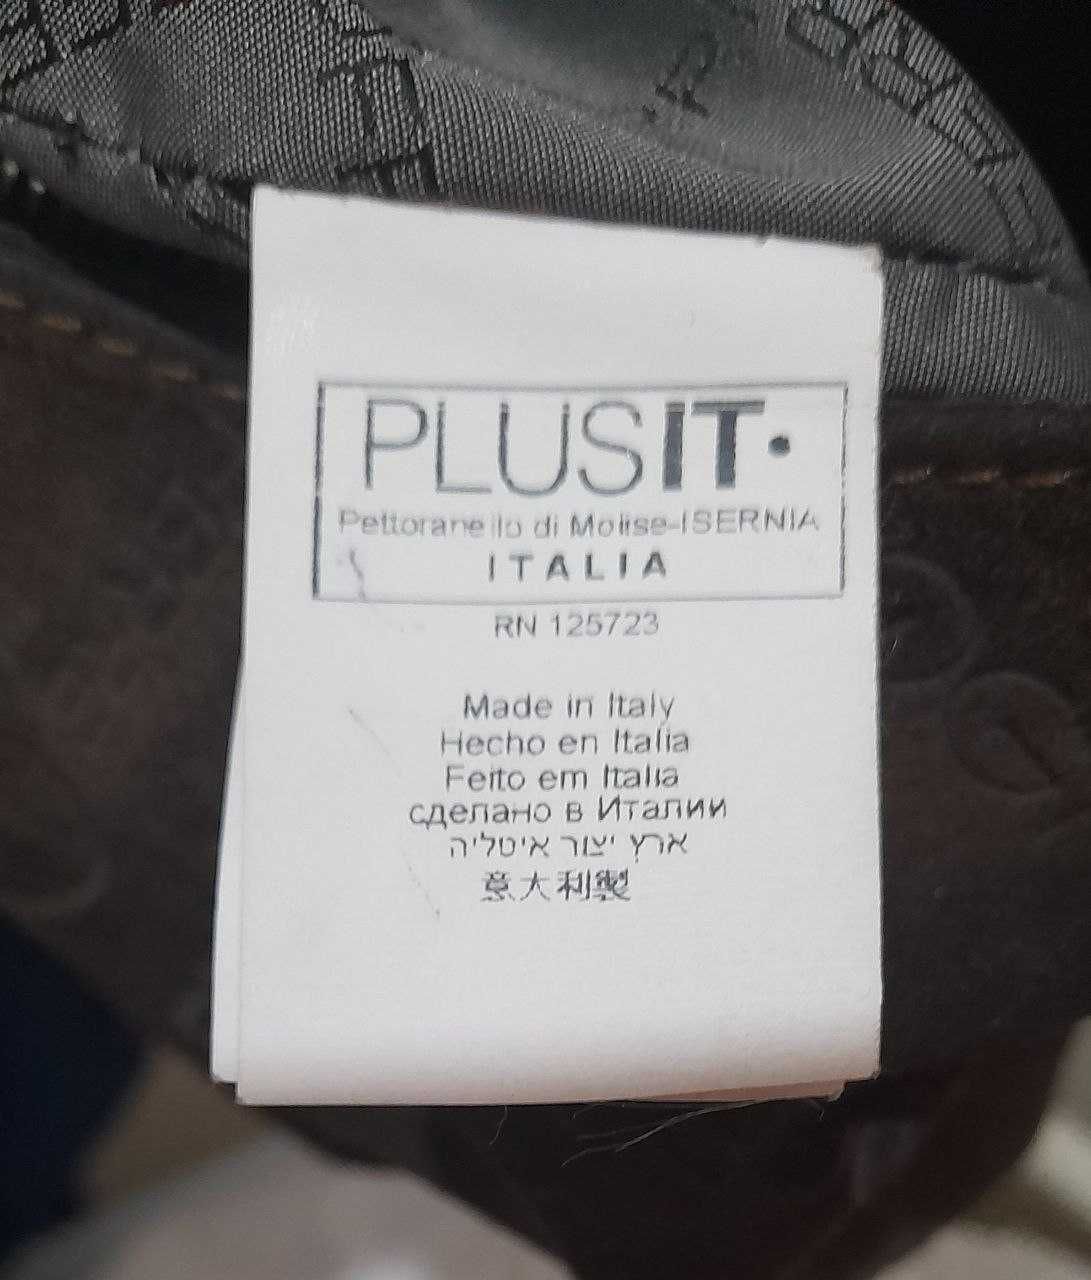 PLUSIT·
Pettoranello di Molise-ISERNIA
ITALIA
RN 125723
Made in Italy
Hecho en Italia
Feito em Italia
сделано в Италии
ארץ יצור איטליה
意大利製